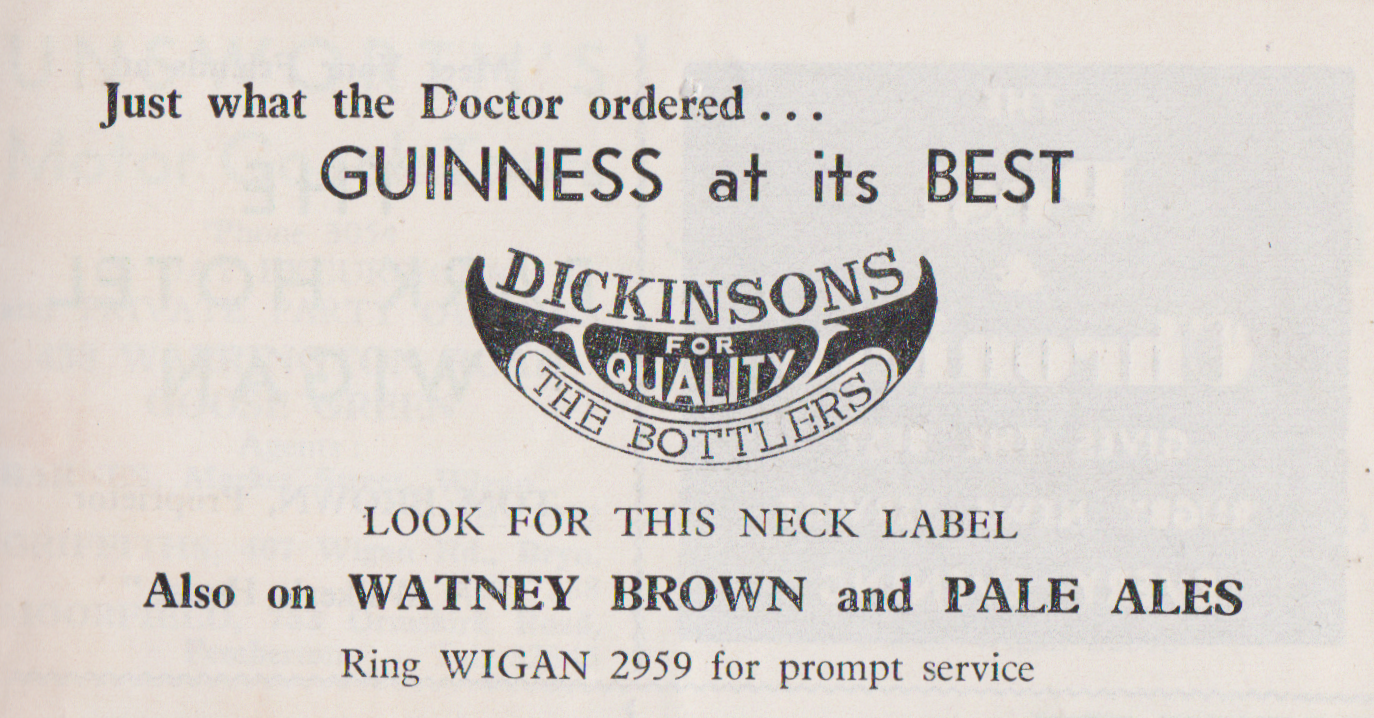 Just what the Doctor ordered...
GUINNESS at its BEST
DICKINSONS
FOR
QUALITY
THE BOTTLERS
LOOK FOR THIS NECK LABEL
Also on WATNEY BROWN and PALE ALES
Ring WIGAN 2959 for prompt service